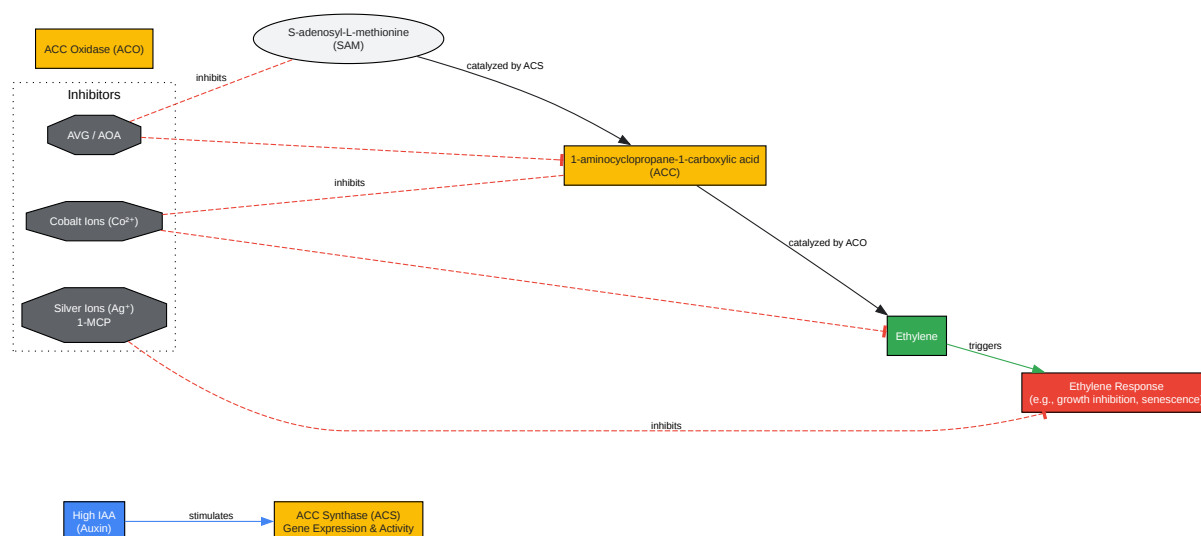 S-adenosyl-L-methionine
(SAM)
ACC Oxidase (ACO)
catalyzed by ACS
inhibits
Inhibitors
AVG / AOA
1-aminocyclopropane-1-carboxylic acid
(ACC)
inhibits
Cobalt Ions (Co²⁺)
catalyzed by ACO
Silver Ions (Ag⁺)
1-MCP
Ethylene
triggers
Ethylene Response
(e.g., growth inhibition, senescence)
inhibits
High IAA
(Auxin)
stimulates
ACC Synthase (ACS)
Gene Expression & Activity